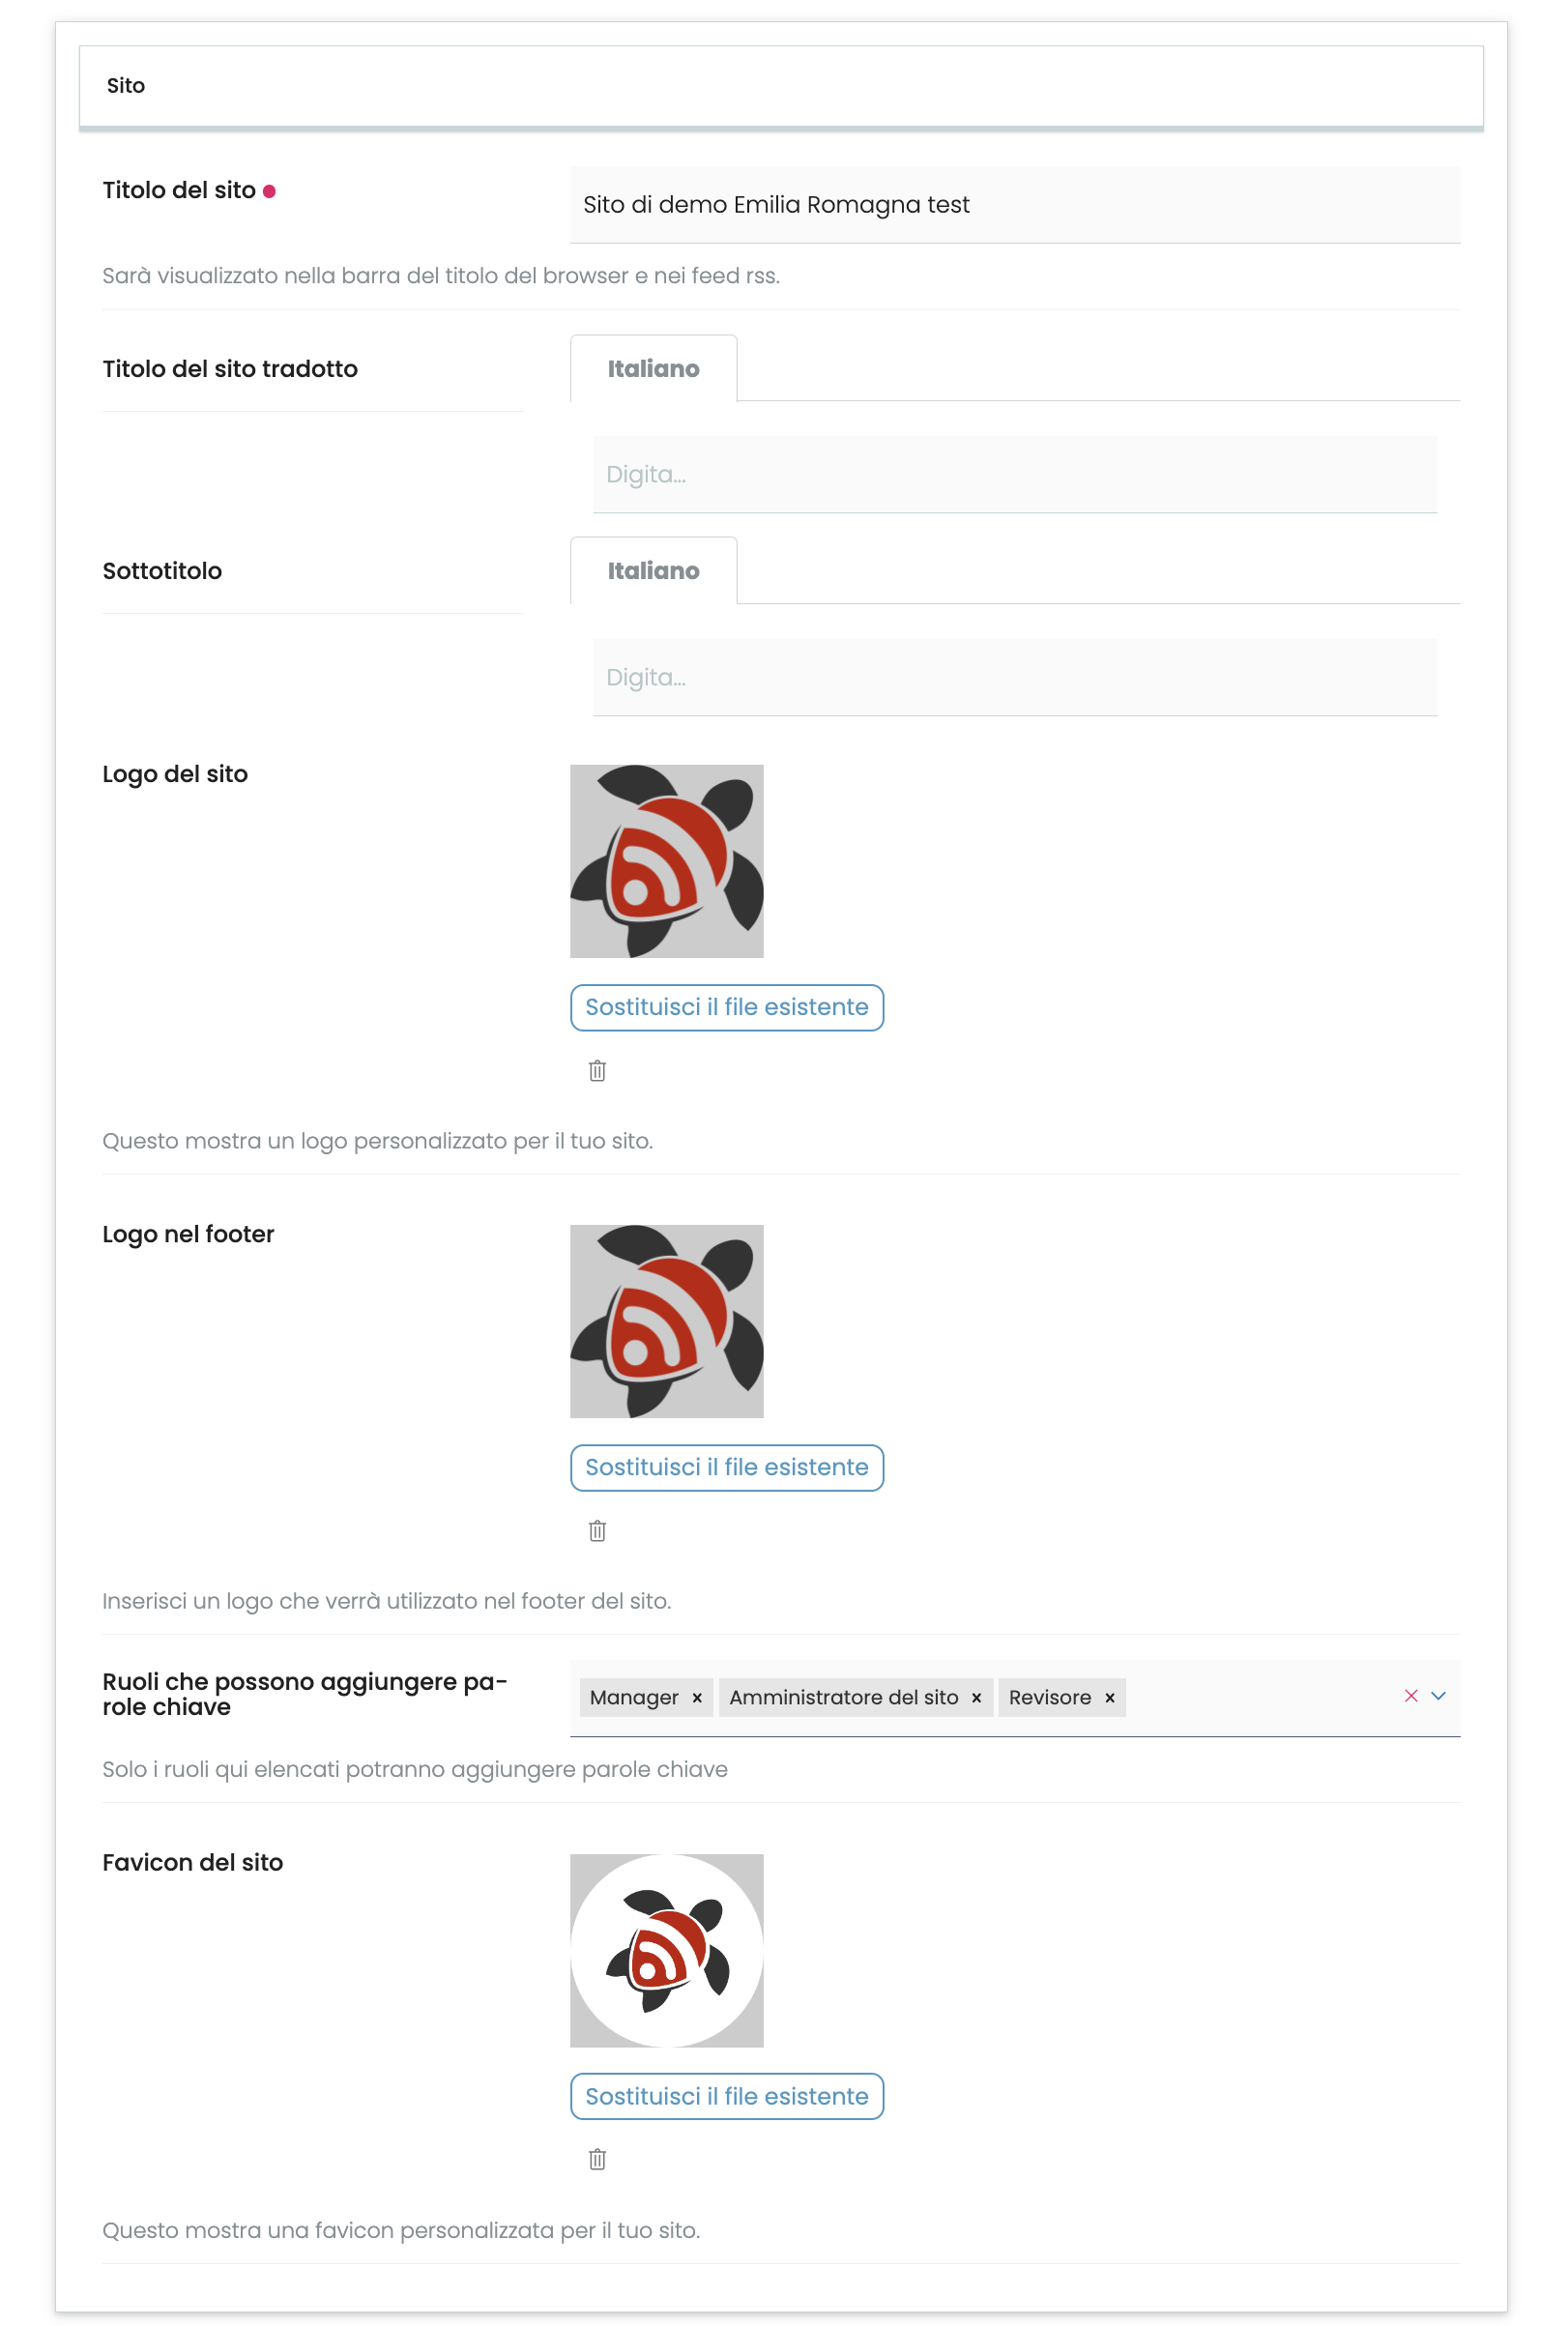 Sito
Titolo del sito
Sito di demo Emilia Romagna test
Sarà visualizzato nella barra del titolo del browser e nei feed rss.
Titolo del sito tradotto
Italiano
Digita...
Sottotitolo
Italiano
Digita...
Logo del sito
Sostituisci il file esistente
Questo mostra un logo personalizzato per il tuo sito.
Logo nel footer
Sostituisci il file esistente
Inserisci un logo che verrà utilizzato nel footer del sito.
Ruoli che possono aggiungere pa-
role chiave
Manager × Amministratore del sito × Revisore ×
Solo i ruoli qui elencati potranno aggiungere parole chiave
Favicon del sito
Sostituisci il file esistente
Questo mostra una favicon personalizzata per il tuo sito.